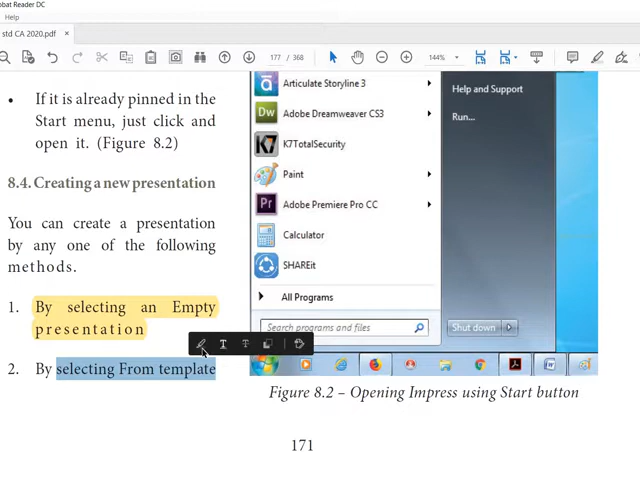 obat Reader DC
Help
std CA 2020.pdf
×
177 / 368
144%
• If it is already pinned in the
Start menu, just click and
open it. (Figure 8.2)
8.4. Creating a new presentation
You can create a presentation
by any one of the following
methods.
1. By selecting an Empty
presentation
2. By selecting From template
Articulate Storyline 3
Dw Adobe Dreamweaver CS3
K7 K7TotalSecurity
Paint
Pr Adobe Premiere Pro CC
Calculator
SHAREit
All Programs
Search programs and files
Help and Support
Run...
Shut down
Figure 8.2 – Opening Impress using Start button
171